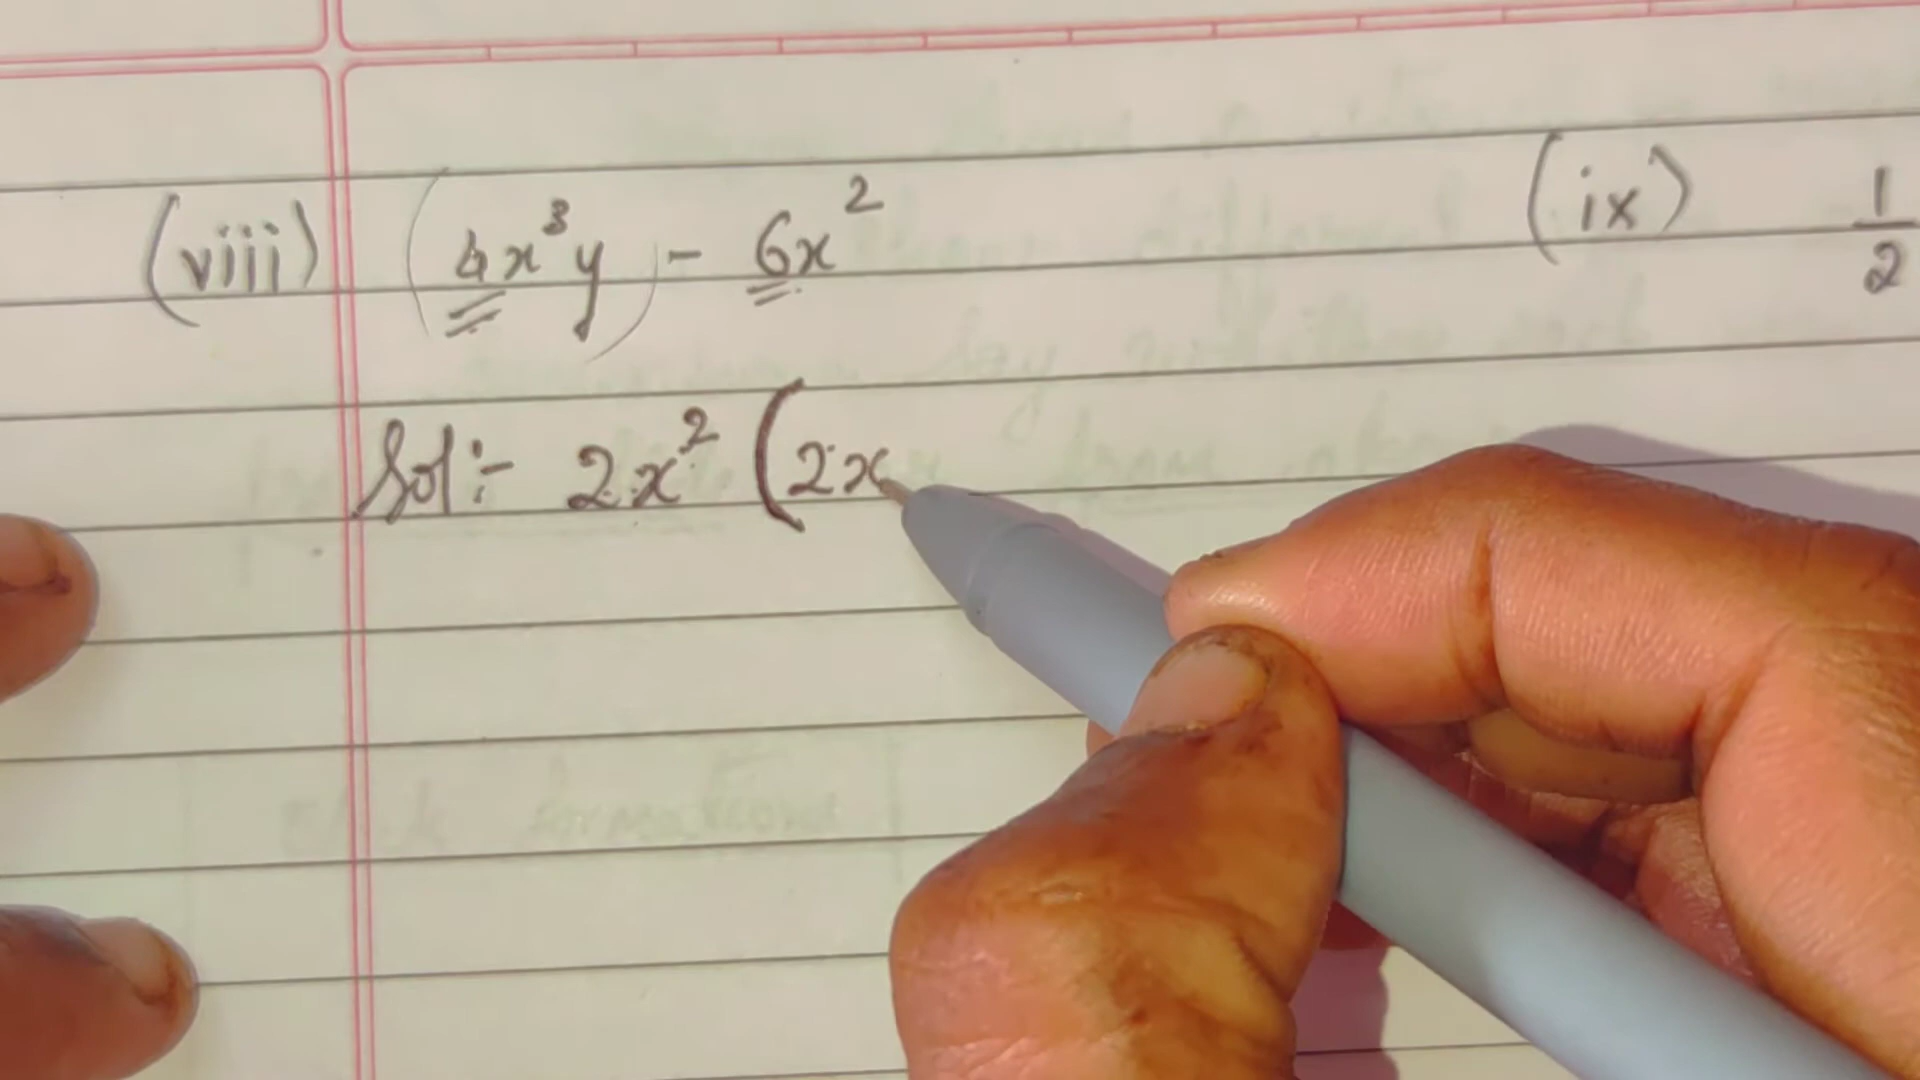 (viii) (4x³y) - 6x² (ix) 1/2
Sol:- 2x² (2x